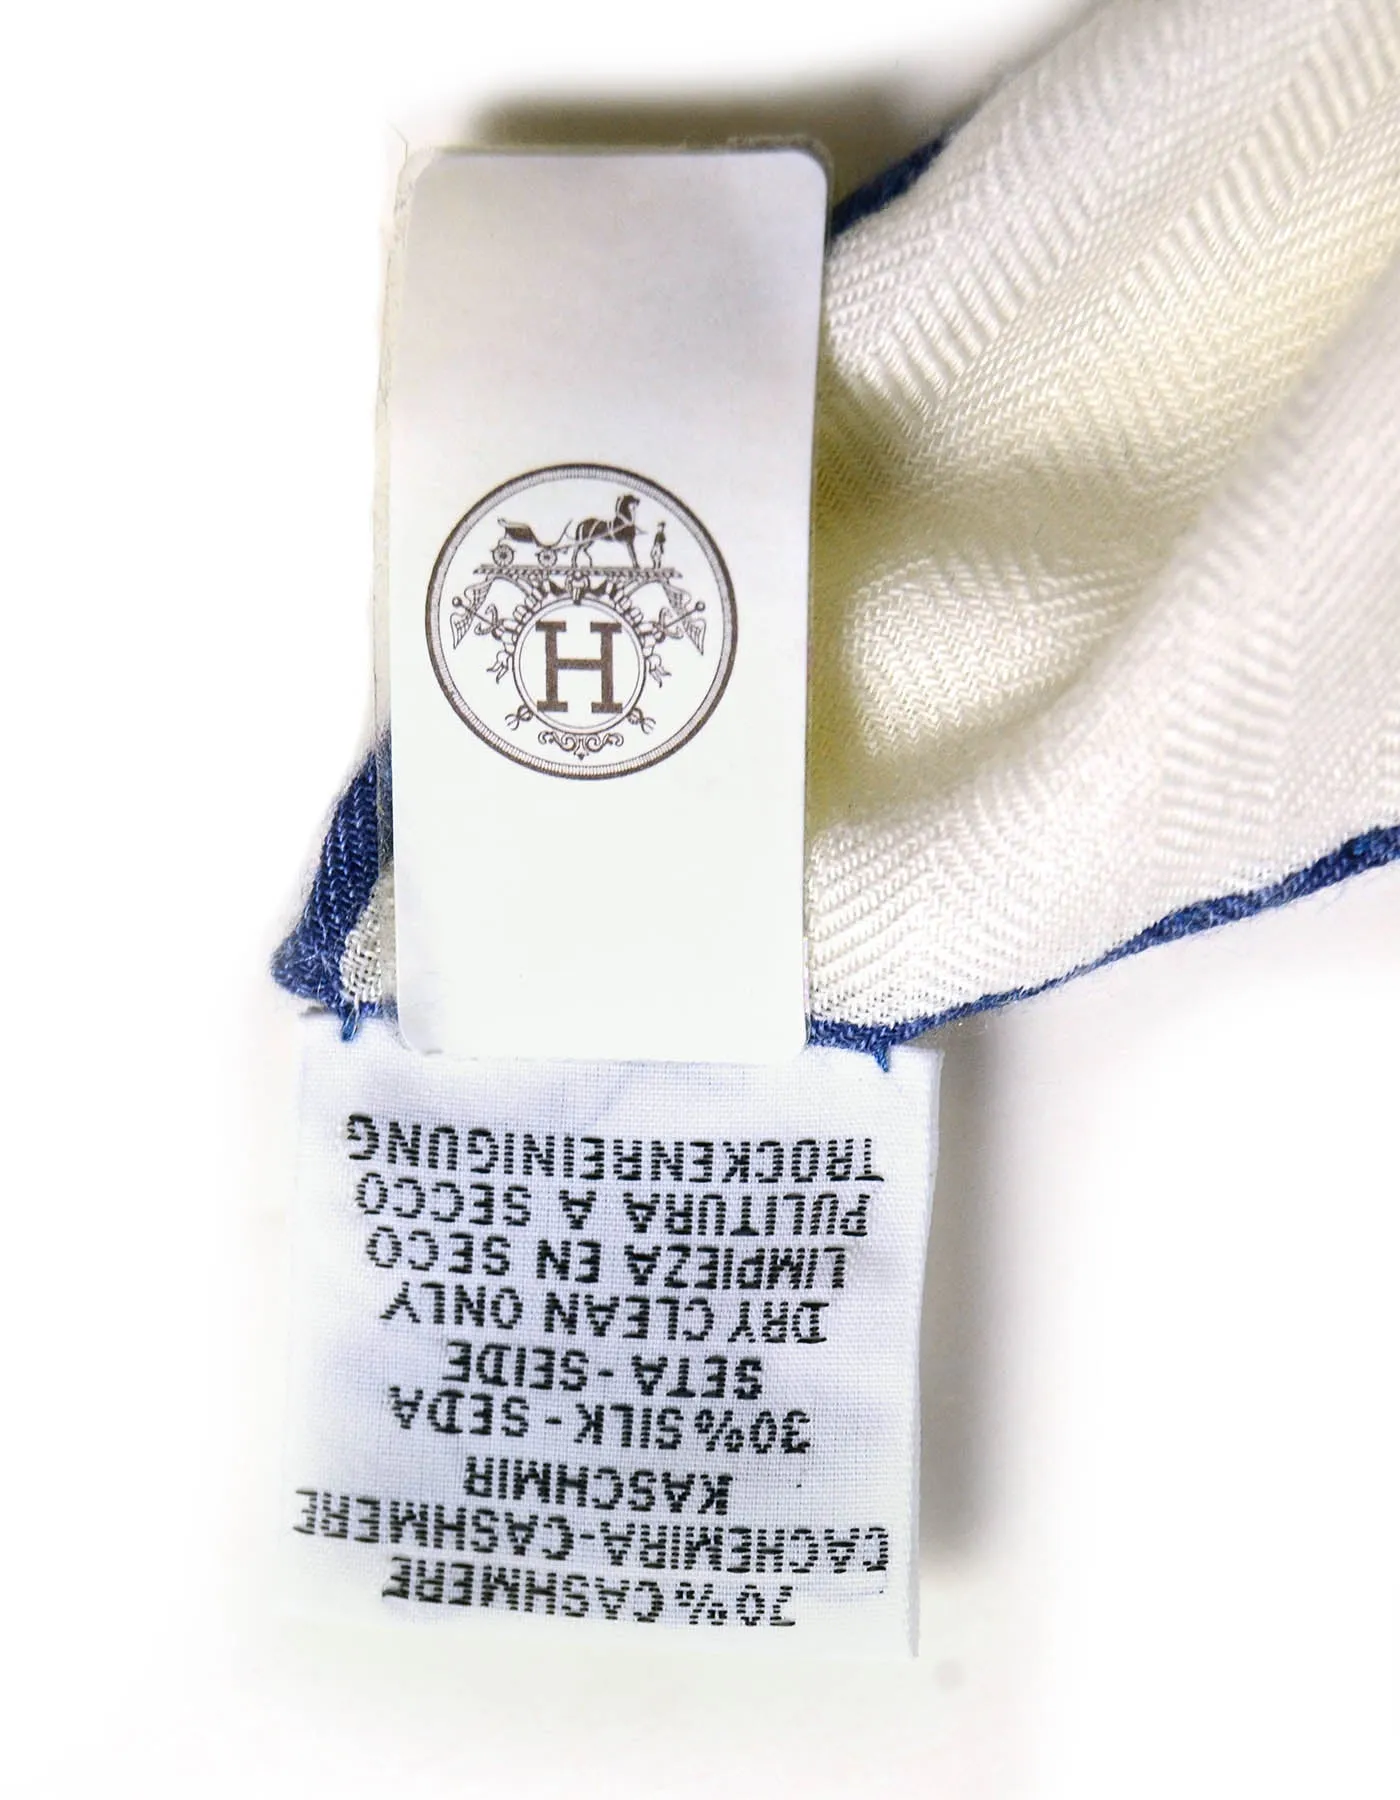 H
70% CASHMERE
CACHEMIRA-CASHMERE
KASCHMIR
30% SILK - SEDA
SETA - SEIDE
DRY CLEAN ONLY
LIMPIEZA EN SECO
PULITURA A SECCO
TROCKENREINIGUNG